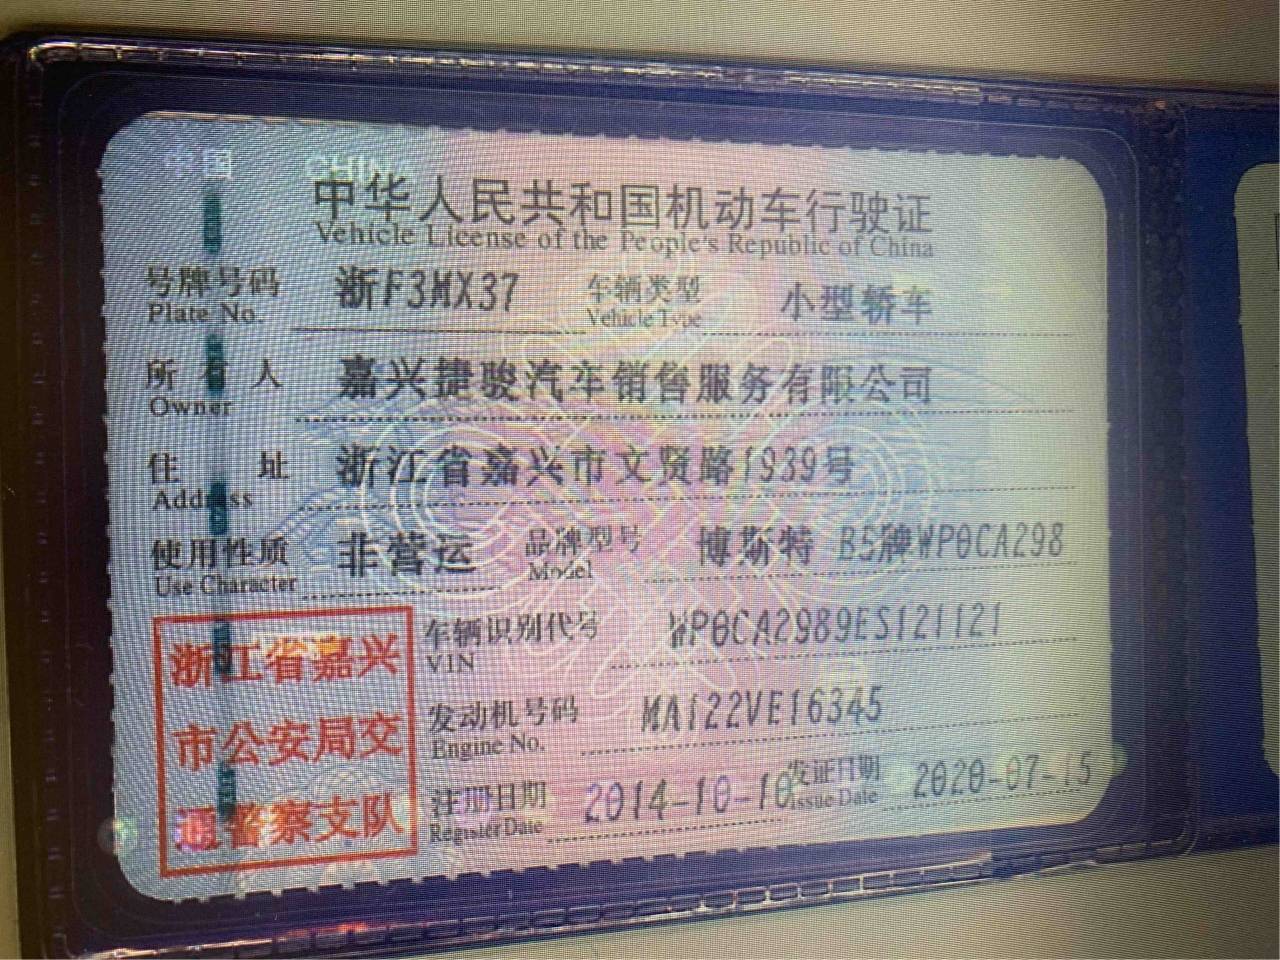 中国 CHINA
中华人民共和国机动车行驶证
Vehicle License of the People's Republic of China
号牌号码 浙F3MX37 车辆类型 小型轿车
Plate No. Vehicle Type
所有人 嘉兴捷骏汽车销售服务有限公司
Owner
住址 浙江省嘉兴市文贤路1939号
Address
使用性质 非营运 品牌型号 博斯特 B5牌WP0CA298
Use Character Model
车辆识别代号 WP0CA2989ES121121
VIN
发动机号码 MA122VE16345
Engine No.
注册日期 2014-10-10 发证日期 2020-07-15
Register Date Issue Date
浙江省嘉兴
市公安局交
通警察支队